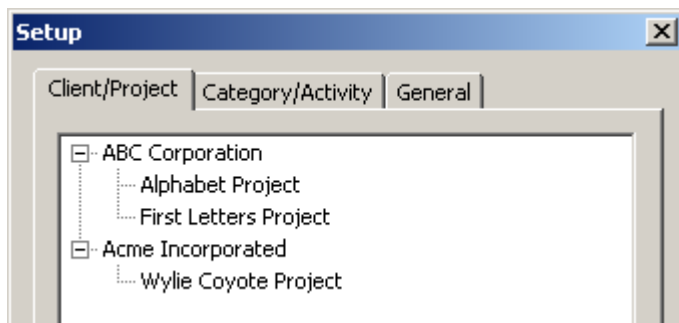 Setup
Client/Project Category/Activity General
ABC Corporation
Alphabet Project
First Letters Project
Acme Incorporated
Wylie Coyote Project